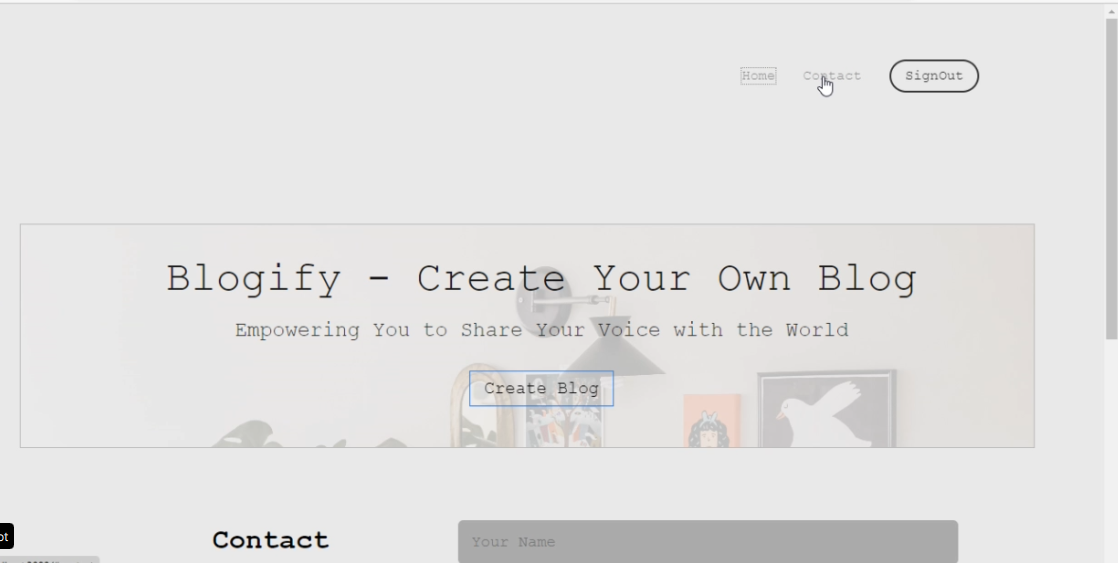 Home Contact SignOut
Blogify - Create Your Own Blog
Empowering You to Share Your Voice with the World
Create Blog
Contact
Your Name